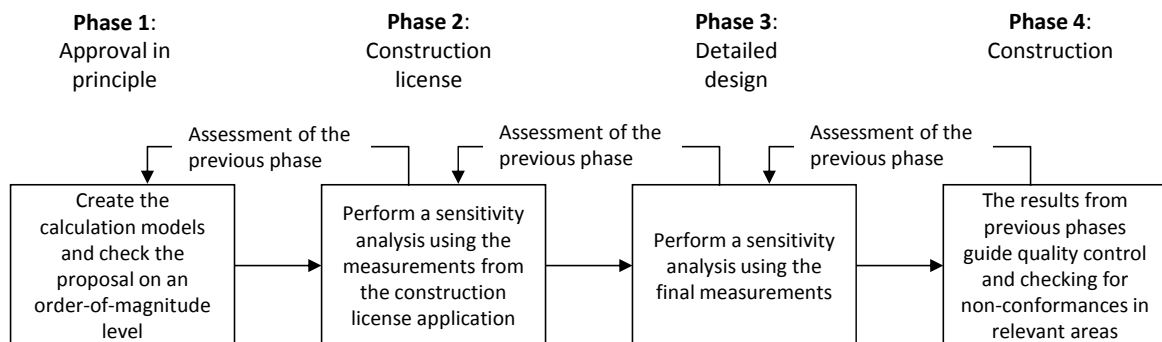 Phase 1:
Approval in
principle
Phase 2:
Construction
license
Phase 3:
Detailed
design
Phase 4:
Construction
Assessment of the
previous phase
Assessment of the
previous phase
Assessment of the
previous phase
Create the
calculation models
and check the
proposal on an
order-of-magnitude
level
Perform a sensitivity
analysis using the
measurements from
the construction
license application
Perform a sensitivity
analysis using the
final measurements
The results from
previous phases
guide quality control
and checking for
non-conformances in
relevant areas